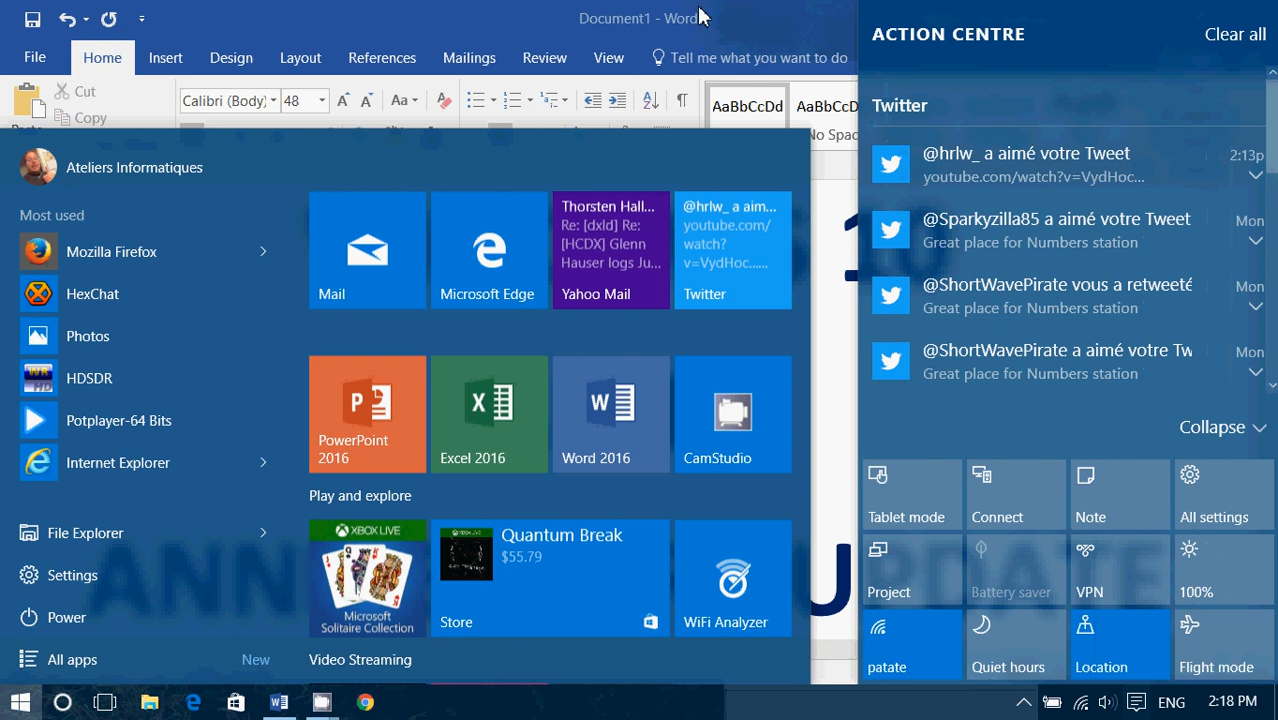 Document1 - Word
File
Home
Insert
Design
Layout
References
Mailings
Review
View
Tell me what you want to do
Cut
Copy
Calibri (Body)
48
Aa
AaBbCcDd
AaBbCcDd
No Spac
Ateliers Informatiques
Most used
Mozilla Firefox
HexChat
Photos
HDSDR
Potplayer-64 Bits
Internet Explorer
File Explorer
Settings
Power
All apps
New
Mail
Microsoft Edge
Thorsten Hall...
Re: [dxld] Re:
[HCDX] Glenn
Hauser logs Ju...
Yahoo Mail
@hrlw_ a aim...
youtube.com/
watch?
v=VydHoc......
Twitter
PowerPoint
2016
Excel 2016
Word 2016
CamStudio
Play and explore
XBOX LIVE
Microsoft
Solitaire Collection
Quantum Break
$55.79
Store
WiFi Analyzer
Video Streaming
ACTION CENTRE
Clear all
Twitter
@hrlw_ a aimé votre Tweet
2:13p
youtube.com/watch?v=VydHoc...
@Sparkyzilla85 a aimé votre Tweet
Mon
Great place for Numbers station
@ShortWavePirate vous a retweeté
Mon
Great place for Numbers station
@ShortWavePirate a aimé votre Tw
Mon
Great place for Numbers station
Collapse
Tablet mode
Connect
Note
All settings
Project
Battery saver
VPN
100%
patate
Quiet hours
Location
Flight mode
ENG
2:18 PM